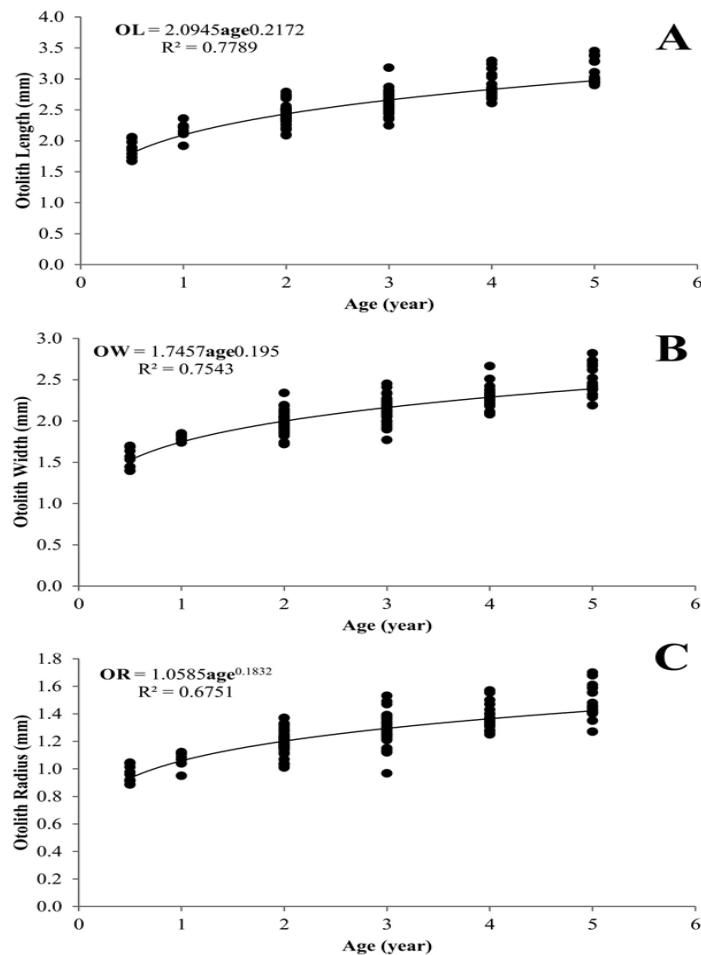 OL = 2.0945age0.2172
R² = 0.7789
A
4.0
3.5
3.0
2.5
2.0
1.5
1.0
0.5
0.0
Otolith Length (mm)
0 1 2 3 4 5 6
Age (year)
OW = 1.7457age0.195
R² = 0.7543
B
3.0
2.5
2.0
1.5
1.0
0.5
0.0
Otolith Width (mm)
0 1 2 3 4 5 6
Age (year)
OR = 1.0585age^0.1832
R² = 0.6751
C
1.8
1.6
1.4
1.2
1.0
0.8
0.6
0.4
0.2
0.0
Otolith Radius (mm)
0 1 2 3 4 5 6
Age (year)